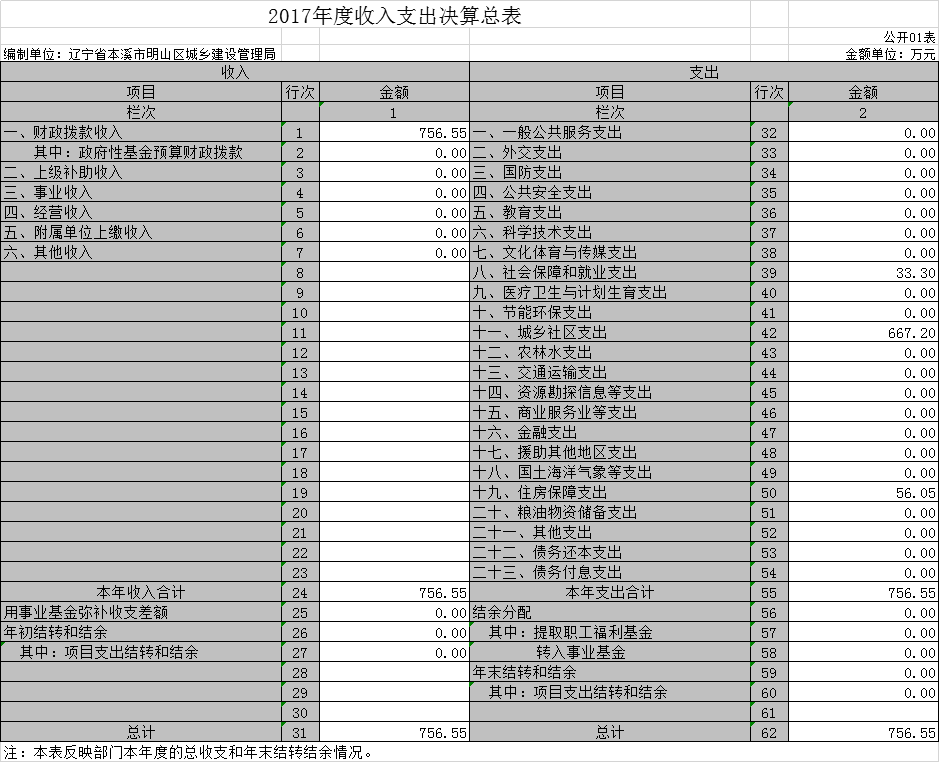 2017年度收入支出决算总表
公开01表
编制单位：辽宁省本溪市明山区城乡建设管理局 金额单位：万元
收入 支出
项目 行次 金额 项目 行次 金额
栏次 1 栏次 2
一、财政拨款收入 1 756.55 一、一般公共服务支出 32 0.00
其中：政府性基金预算财政拨款 2 0.00 二、外交支出 33 0.00
二、上级补助收入 3 0.00 三、国防支出 34 0.00
三、事业收入 4 0.00 四、公共安全支出 35 0.00
四、经营收入 5 0.00 五、教育支出 36 0.00
五、附属单位上缴收入 6 0.00 六、科学技术支出 37 0.00
六、其他收入 7 0.00 七、文化体育与传媒支出 38 0.00
8 八、社会保障和就业支出 39 33.30
9 九、医疗卫生与计划生育支出 40 0.00
10 十、节能环保支出 41 0.00
11 十一、城乡社区支出 42 667.20
12 十二、农林水支出 43 0.00
13 十三、交通运输支出 44 0.00
14 十四、资源勘探信息等支出 45 0.00
15 十五、商业服务业等支出 46 0.00
16 十六、金融支出 47 0.00
17 十七、援助其他地区支出 48 0.00
18 十八、国土海洋气象等支出 49 0.00
19 十九、住房保障支出 50 56.05
20 二十、粮油物资储备支出 51 0.00
21 二十一、其他支出 52 0.00
22 二十二、债务还本支出 53 0.00
23 二十三、债务付息支出 54 0.00
本年收入合计 24 756.55 本年支出合计 55 756.55
用事业基金弥补收支差额 25 0.00 结余分配 56 0.00
年初结转和结余 26 0.00 其中：提取职工福利基金 57 0.00
其中：项目支出结转和结余 27 0.00 转入事业基金 58 0.00
28 年末结转和结余 59 0.00
29 其中：项目支出结转和结余 60 0.00
30 61
总计 31 756.55 总计 62 756.55
注：本表反映部门本年度的总收支和年末结转结余情况。